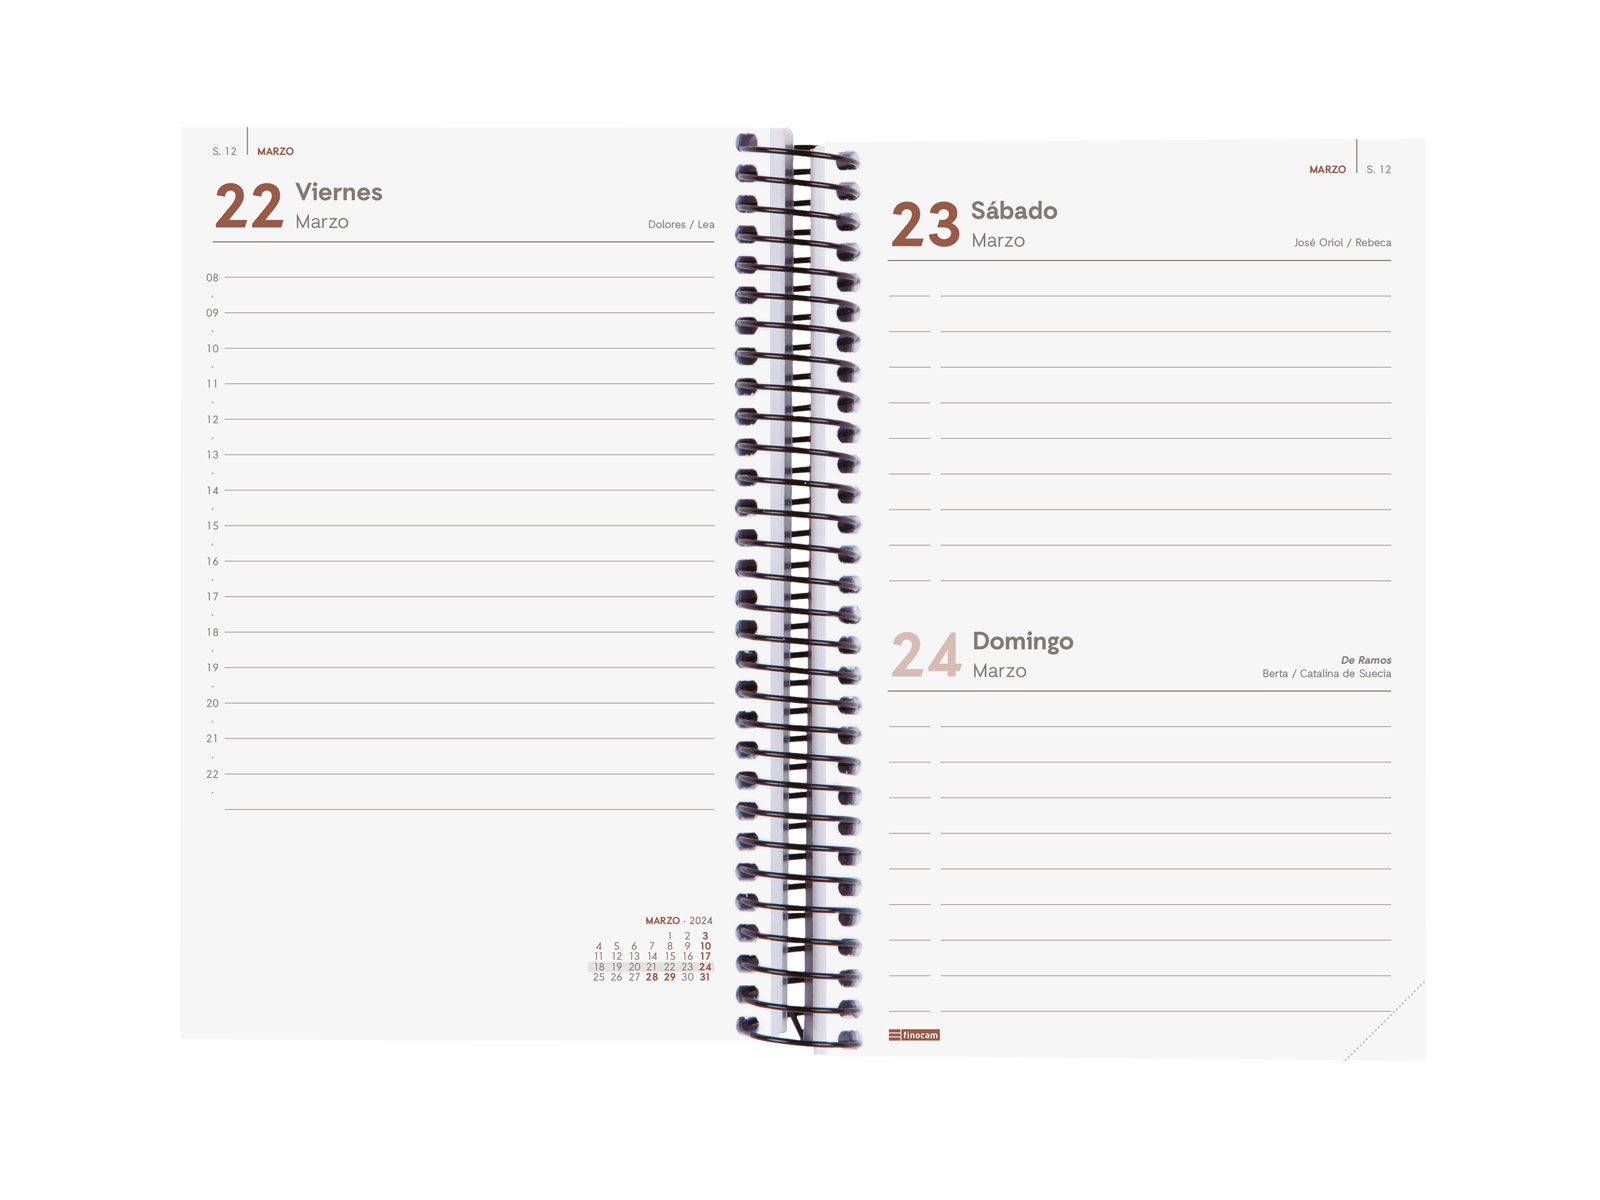 S. 12 MARZO
22 Viernes
Marzo
Dolores / Lea
08
09
10
11
12
13
14
15
16
17
18
19
20
21
22
MARZO · 2024
1 2 3
4 5 6 7 8 9 10
11 12 13 14 15 16 17
18 19 20 21 22 23 24
25 26 27 28 29 30 31
MARZO S. 12
23 Sábado
Marzo
José Oriol / Rebeca
24 Domingo
Marzo
De Ramos
Berta / Catalina de Suecia
finocam